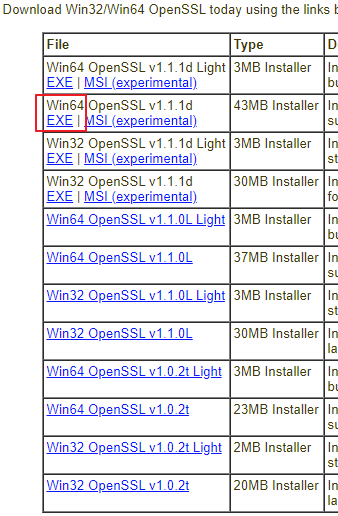 Download Win32/Win64 OpenSSL today using the links b
File Type D
Win64 OpenSSL v1.1.1d Light 3MB Installer In
EXE | MSI (experimental) bu
Win64 OpenSSL v1.1.1d 43MB Installer In
EXE | MSI (experimental) su
Win32 OpenSSL v1.1.1d Light 3MB Installer In
EXE | MSI (experimental) st
Win32 OpenSSL v1.1.1d 30MB Installer In
EXE | MSI (experimental) fo
Win64 OpenSSL v1.1.0L Light 3MB Installer In
bu
Win64 OpenSSL v1.1.0L 37MB Installer In
su
Win32 OpenSSL v1.1.0L Light 3MB Installer In
st
Win32 OpenSSL v1.1.0L 30MB Installer In
la
Win64 OpenSSL v1.0.2t Light 3MB Installer In
bu
Win64 OpenSSL v1.0.2t 23MB Installer In
su
Win32 OpenSSL v1.0.2t Light 2MB Installer In
st
Win32 OpenSSL v1.0.2t 20MB Installer In
la